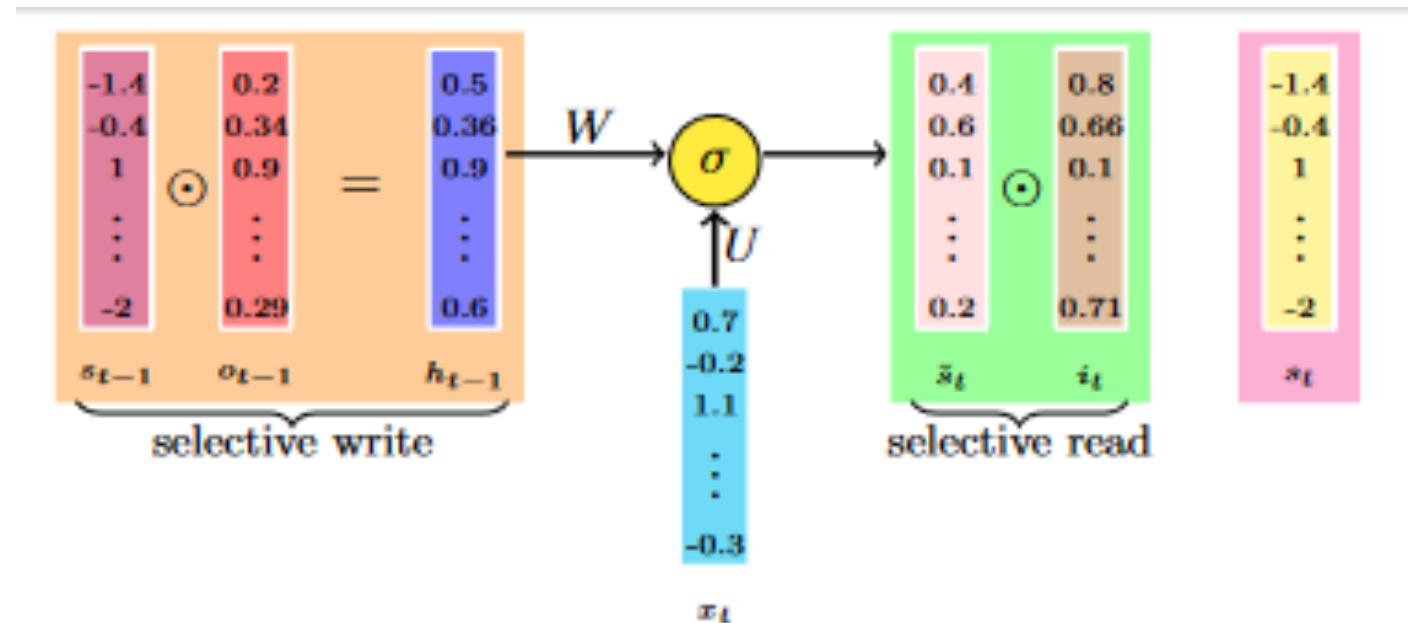 -1.4 0.2 0.5 0.4 0.8 -1.4
-0.4 0.34 0.36 W σ 0.6 0.66 -0.4
1 ⊙ 0.9 = 0.9 0.1 ⊙ 0.1 1
⋮ ⋮ ⋮ U ⋮ ⋮ ⋮
-2 0.29 0.6 0.2 0.71 -2
0.7
-0.2
s_{t−1} o_{t−1} h_{t−1} s̃_t i_t s_t
1.1
selective write selective read
⋮
-0.3
x_t